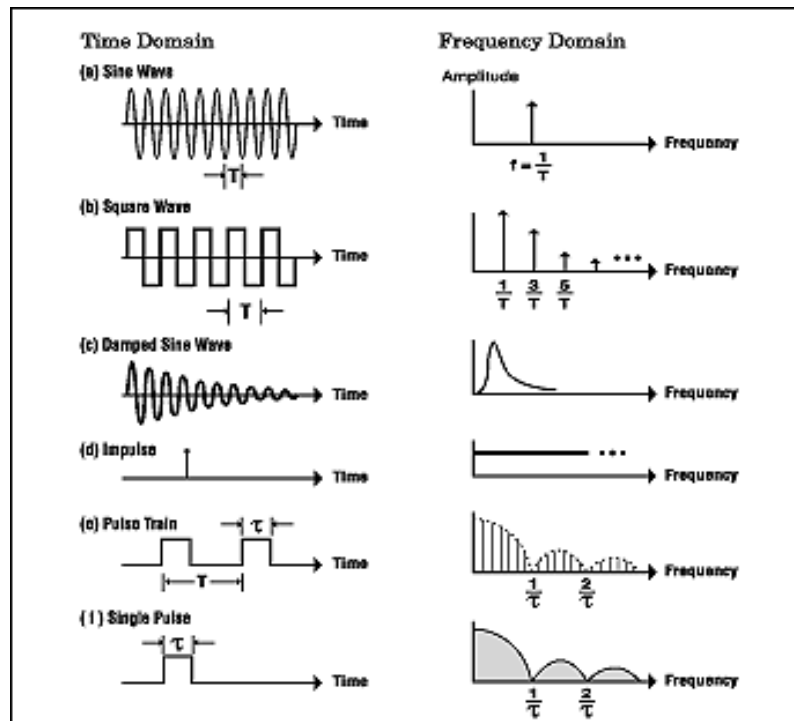 Time Domain
Frequency Domain
(a) Sine Wave
Amplitude
Time
Frequency
T
f = 1/T
(b) Square Wave
Time
Frequency
T
1/T 3/T 5/T
(c) Damped Sine Wave
Time
Frequency
(d) Impulse
Time
Frequency
(e) Pulse Train
τ
Time
Frequency
T
1/τ 2/τ
(f) Single Pulse
τ
Time
Frequency
1/τ 2/τ